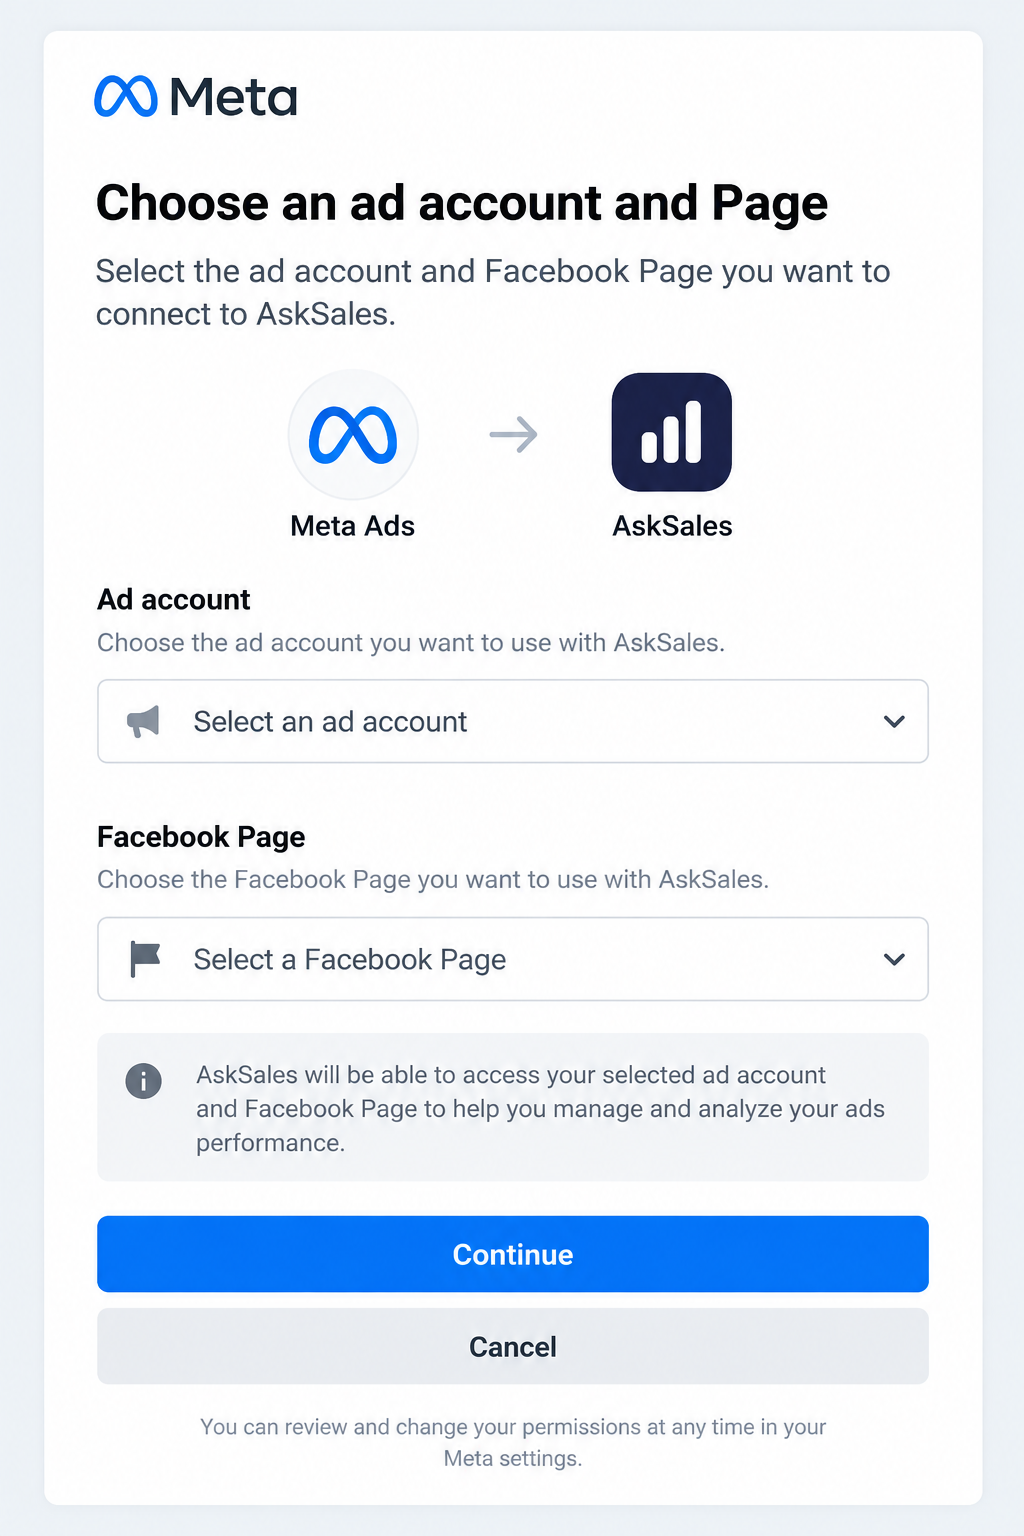 Meta
Choose an ad account and Page
Select the ad account and Facebook Page you want to
connect to AskSales.
Meta Ads
AskSales
Ad account
Choose the ad account you want to use with AskSales.
Select an ad account
Facebook Page
Choose the Facebook Page you want to use with AskSales.
Select a Facebook Page
AskSales will be able to access your selected ad account
and Facebook Page to help you manage and analyze your ads
performance.
Continue
Cancel
You can review and change your permissions at any time in your
Meta settings.